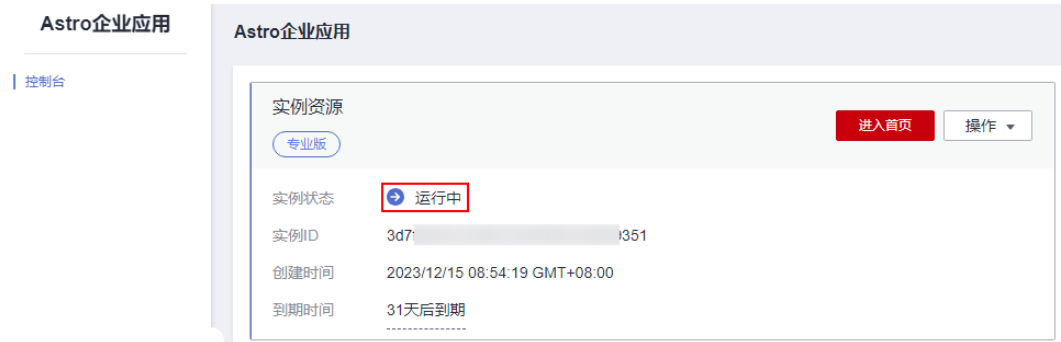 Astro企业应用
控制台
Astro企业应用
实例资源
专业版
进入首页
操作
实例状态
运行中
实例ID
3d7 351
创建时间
2023/12/15 08:54:19 GMT+08:00
到期时间
31天后到期